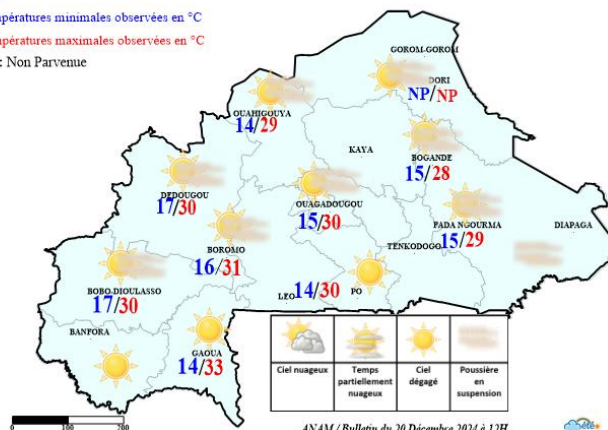 pératures minimales observées en °C
pératures maximales observées en °C
: Non Parvenue
GOROM-GOROM
DORI
NP/NP
OUAHIGOUYA
14/29
KAYA
BOGANDE
15/28
DEDOUGOU
17/30
OUAGADOUGOU
15/30
FADA NGOURMA
15/29
DIAPAGA
TENKODOGO
BOROMO
16/31
BOBO-DIOULASSO
17/30
LEO
14/30
PO
BANFORA
GAOUA
14/33
Ciel nuageux
Temps partiellement nuageux
Ciel dégagé
Poussière en suspension
0 100 200
ANAM / Bulletin du 20 Décembre 2024 à 12H